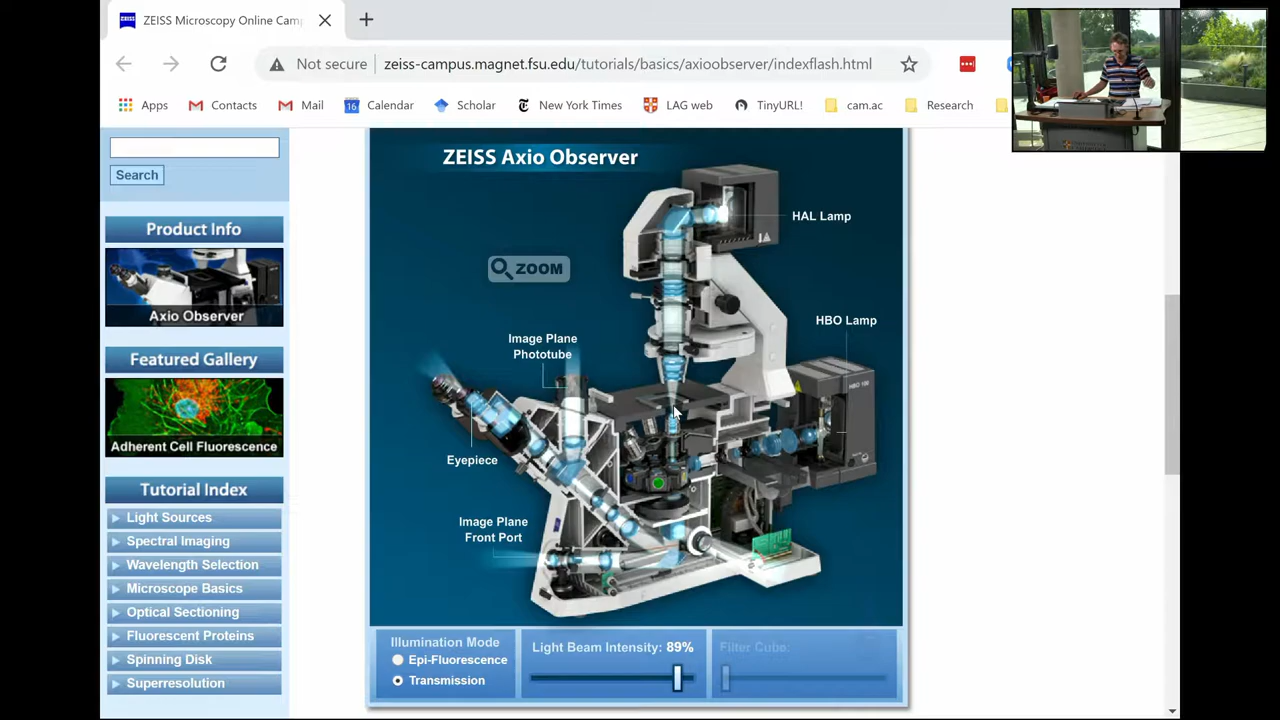 ZEISS Microscopy Online Cam
Not secure
zeiss-campus.magnet.fsu.edu/tutorials/basics/axioobserver/indexflash.html
Apps
Contacts
Mail
16
Calendar
Scholar
New York Times
LAG web
TinyURL!
cam.ac
Research
Search
Product Info
Axio Observer
Featured Gallery
Adherent Cell Fluorescence
Tutorial Index
Light Sources
Spectral Imaging
Wavelength Selection
Microscope Basics
Optical Sectioning
Fluorescent Proteins
Spinning Disk
Superresolution
ZEISS Axio Observer
HAL Lamp
ZOOM
HBO Lamp
Image Plane
Phototube
HBO 100
Eyepiece
Image Plane
Front Port
Illumination Mode
Epi-Fluorescence
Transmission
Light Beam Intensity: 89%
Filter Cube: